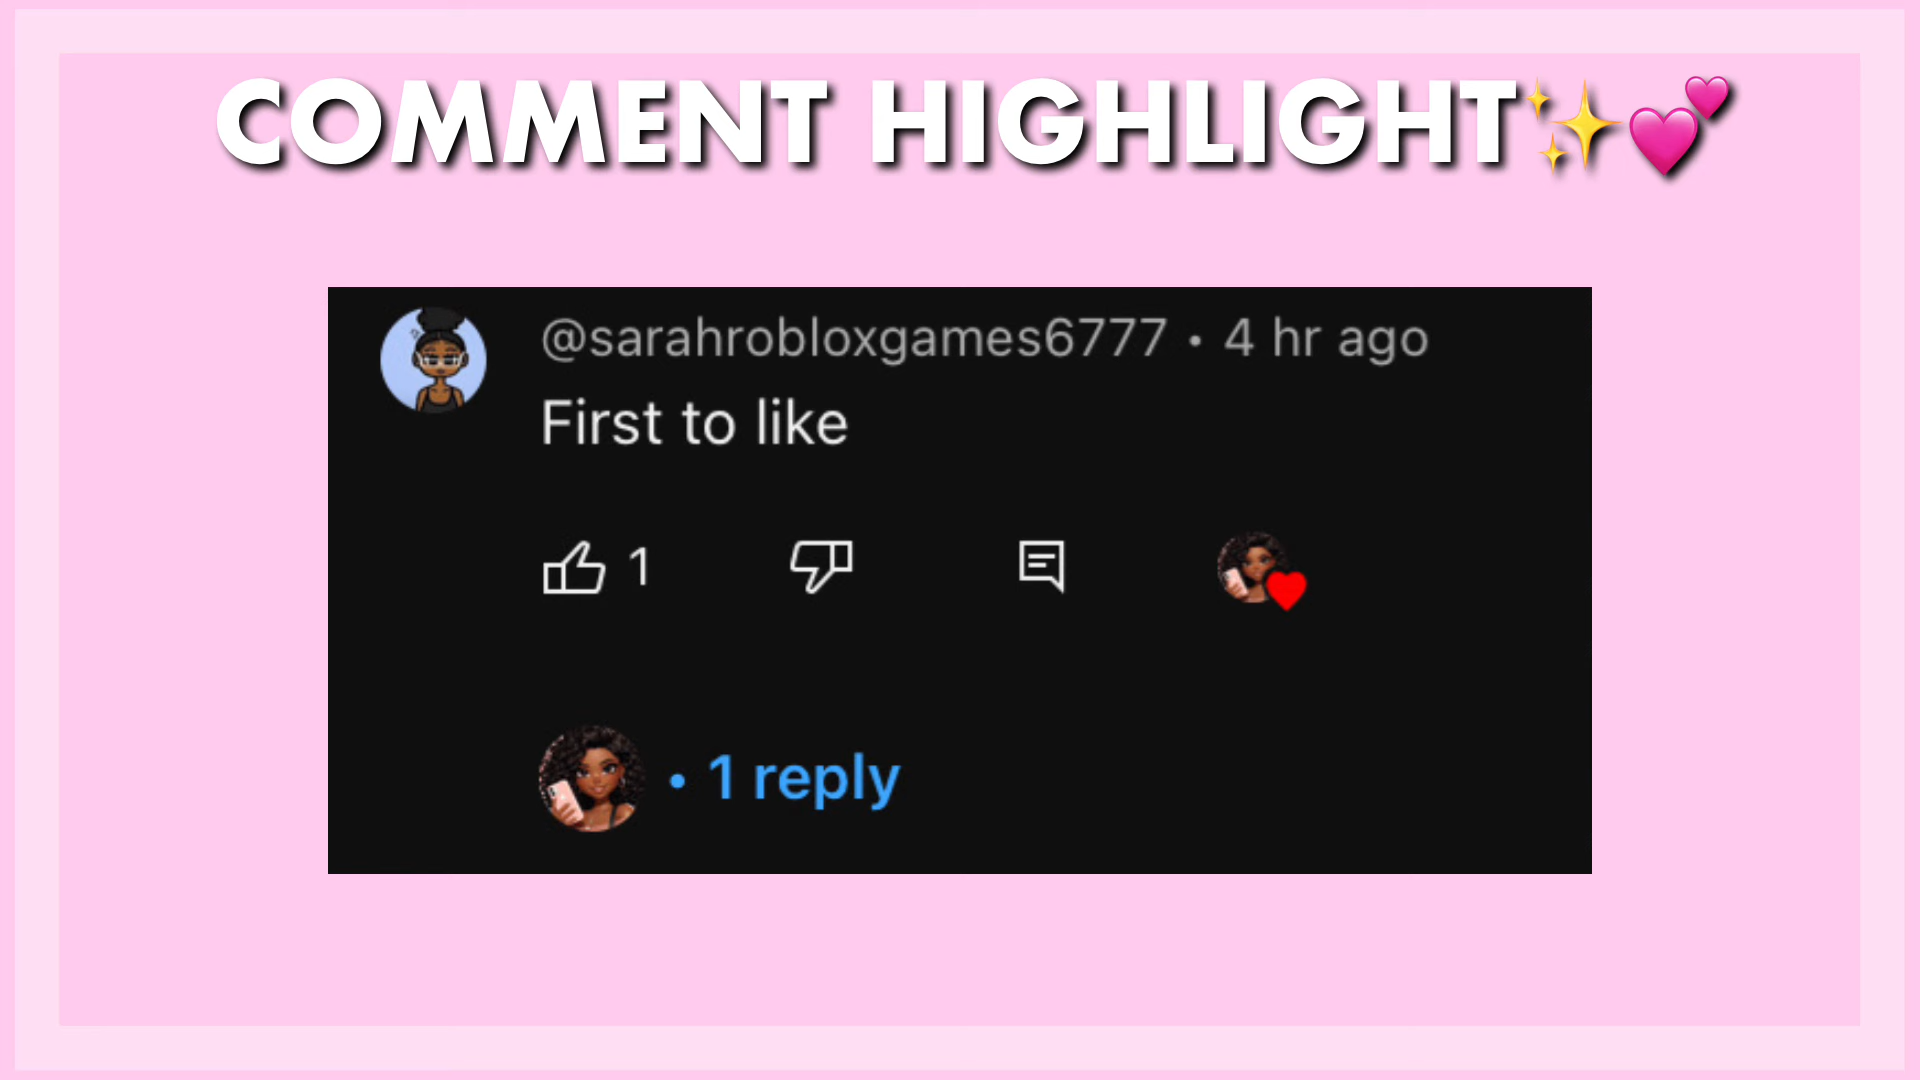 COMMENT HIGHLIGHT✨💕
@sarahrobloxgames6777 • 4 hr ago
First to like
1
• 1 reply